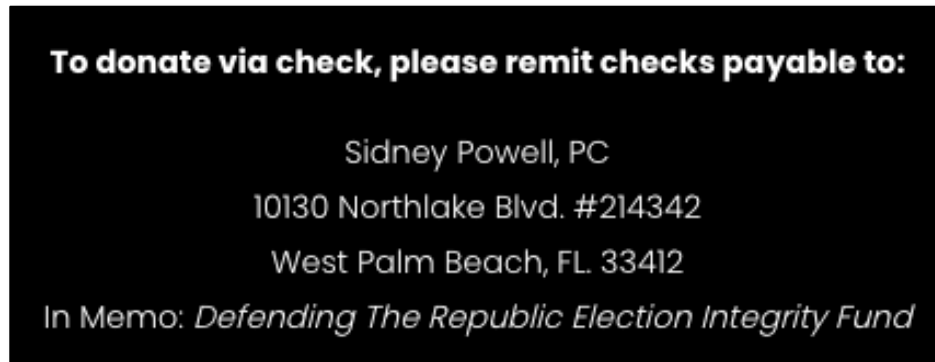 To donate via check, please remit checks payable to:
Sidney Powell, PC
10130 Northlake Blvd. #214342
West Palm Beach, FL. 33412
In Memo: Defending The Republic Election Integrity Fund